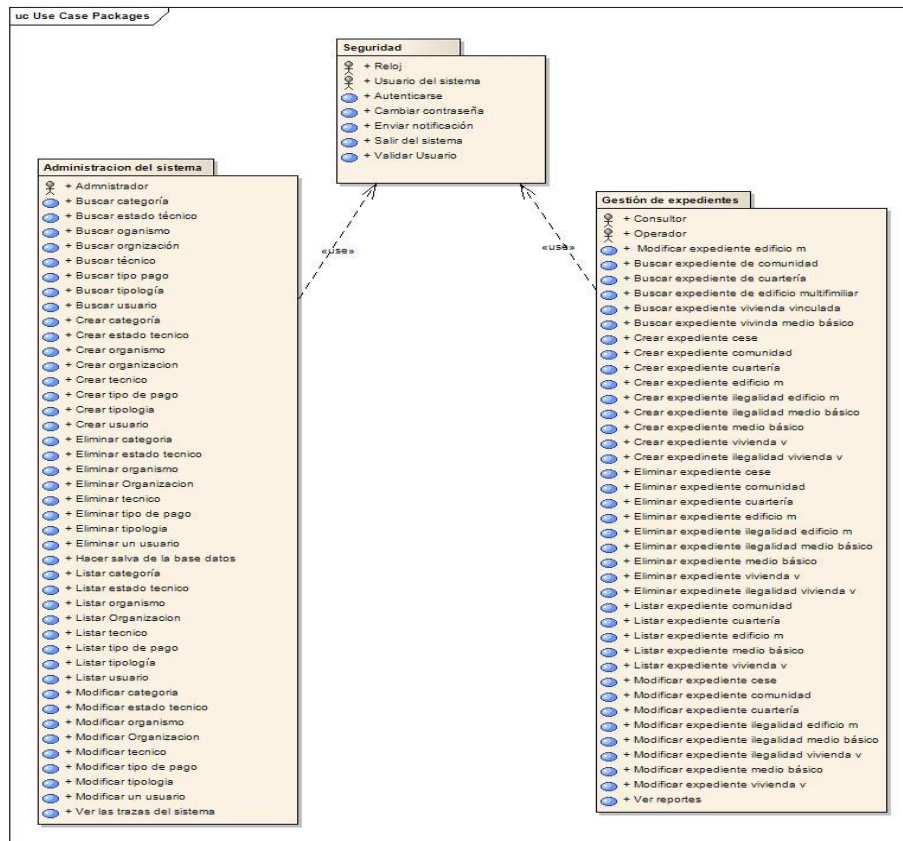 uc Use Case Packages
Seguridad
+ Reloj
+ Usuario del sistema
+ Autenticarse
+ Cambiar contraseña
+ Enviar notificación
+ Salir del sistema
+ Validar Usuario
«use»
«use»
Administracion del sistema
+ Admnistrador
+ Buscar categoría
+ Buscar estado técnico
+ Buscar oganismo
+ Buscar orgnización
+ Buscar técnico
+ Buscar tipo pago
+ Buscar tipología
+ Buscar usuario
+ Crear categoría
+ Crear estado tecnico
+ Crear organismo
+ Crear organizacion
+ Crear tecnico
+ Crear tipo de pago
+ Crear tipologia
+ Crear usuario
+ Eliminar categoria
+ Eliminar estado tecnico
+ Eliminar organismo
+ Eliminar Organizacion
+ Eliminar tecnico
+ Eliminar tipo de pago
+ Eliminar tipologia
+ Eliminar un usuario
+ Hacer salva de la base datos
+ Listar categoría
+ Listar estado tecnico
+ Listar organismo
+ Listar Organizacion
+ Listar tecnico
+ Listar tipo de pago
+ Listar tipología
+ Listar usuario
+ Modificar categoria
+ Modificar estado tecnico
+ Modificar organismo
+ Modificar Organizacion
+ Modificar tecnico
+ Modificar tipo de pago
+ Modificar tipologia
+ Modificar un usuario
+ Ver las trazas del sistema
Gestión de expedientes
+ Consultor
+ Operador
+ Modificar expediente edificio m
+ Buscar expediente de comunidad
+ Buscar expediente de cuartería
+ Buscar expediente de edificio multifimiliar
+ Buscar expediente vivienda vinculada
+ Buscar expediente vivinda medio básico
+ Crear expediente cese
+ Crear expediente comunidad
+ Crear expediente cuartería
+ Crear expediente edificio m
+ Crear expediente ilegalidad edificio m
+ Crear expediente ilegalidad medio básico
+ Crear expediente medio básico
+ Crear expediente vivienda v
+ Crear expedinete ilegalidad vivienda v
+ Eliminar expediente cese
+ Eliminar expediente comunidad
+ Eliminar expediente cuartería
+ Eliminar expediente edificio m
+ Eliminar expediente ilegalidad edificio m
+ Eliminar expediente ilegalidad medio básico
+ Eliminar expediente medio básico
+ Eliminar expediente vivienda v
+ Eliminar expedinete ilegalidad vivienda v
+ Listar expediente comunidad
+ Listar expediente cuartería
+ Listar expediente edificio m
+ Listar expediente medio básico
+ Listar expediente vivienda v
+ Modificar expediente cese
+ Modificar expediente comunidad
+ Modificar expediente cuartería
+ Modificar expediente ilegalidad edificio m
+ Modificar expediente ilegalidad medio básico
+ Modificar expediente ilegalidad vivienda v
+ Modificar expediente medio básico
+ Modificar expediente vivienda v
+ Ver reportes